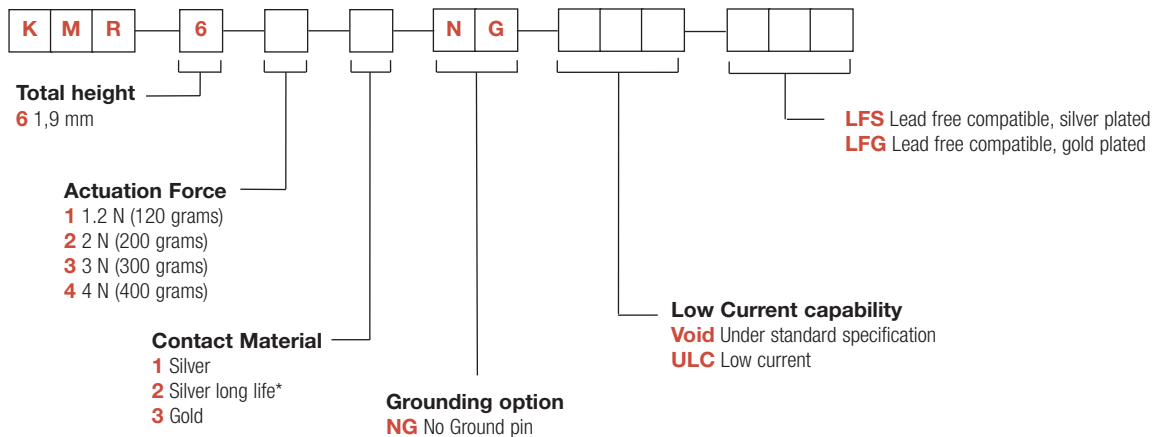 K M R 6 N G
Total height
6 1,9 mm
LFS Lead free compatible, silver plated
LFG Lead free compatible, gold plated
Actuation Force
1 1.2 N (120 grams)
2 2 N (200 grams)
3 3 N (300 grams)
4 4 N (400 grams)
Low Current capability
Void Under standard specification
ULC Low current
Contact Material
1 Silver
2 Silver long life*
3 Gold
Grounding option
NG No Ground pin